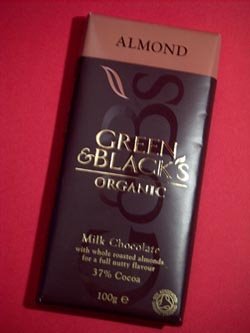 ALMOND
GREEN
&BLACK'S
ORGANIC
Milk Chocolate
with whole roasted almonds
for a full nutty flavour
37% Cocoa
100g e